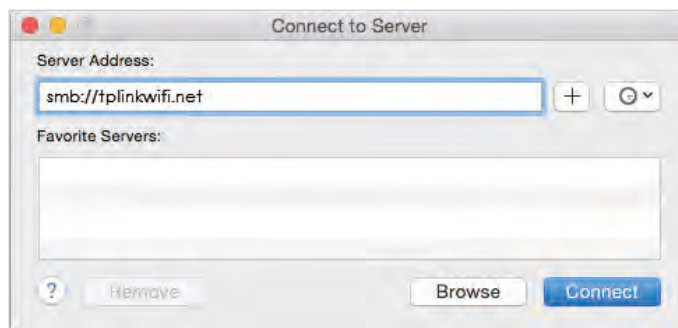 Connect to Server
Server Address:
smb://tplinkwifi.net
+
Favorite Servers:
? Remove Browse Connect